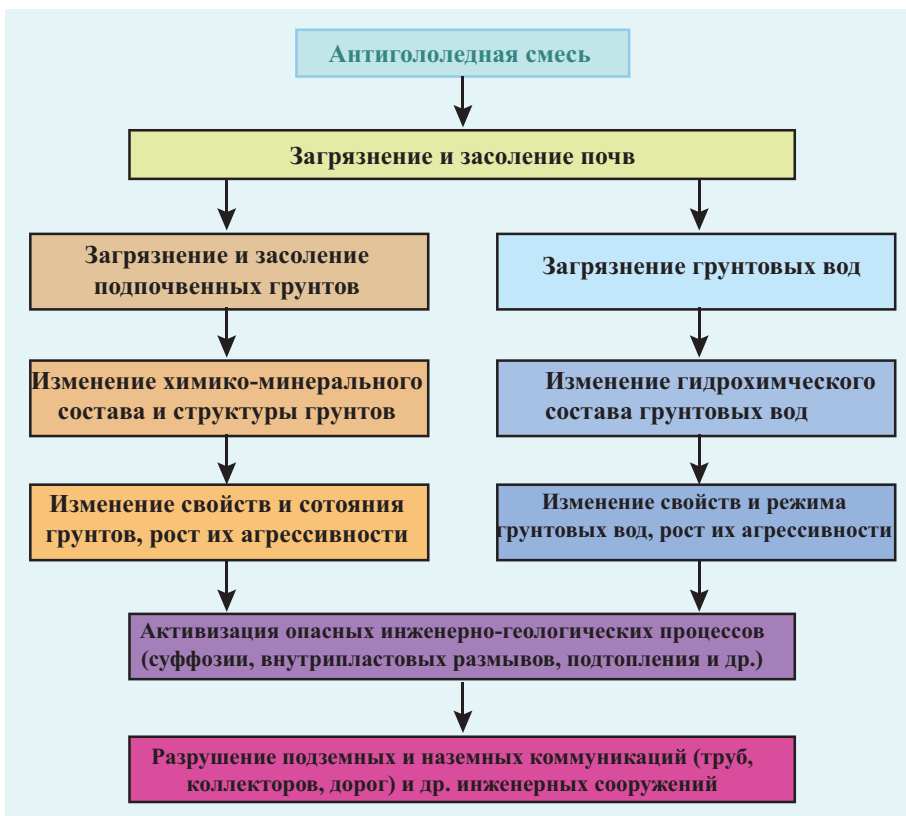 Антигололедная смесь
Загрязнение и засоление почв
Загрязнение и засоление
подпочвенных грунтов
Загрязнение грунтовых вод
Изменение химико-минерального
состава и структуры грунтов
Изменение гидрохимческого
состава грунтовых вод
Изменение свойств и сотояния
грунтов, рост их агрессивности
Изменение свойств и режима
грунтовых вод, рост их агрессивности
Активизация опасных инженерно-геологических процессов
(суффозии, внутрипластовых размывов, подтопления и др.)
Разрушение подземных и наземных коммуникаций (труб,
коллекторов, дорог) и др. инженерных сооружений